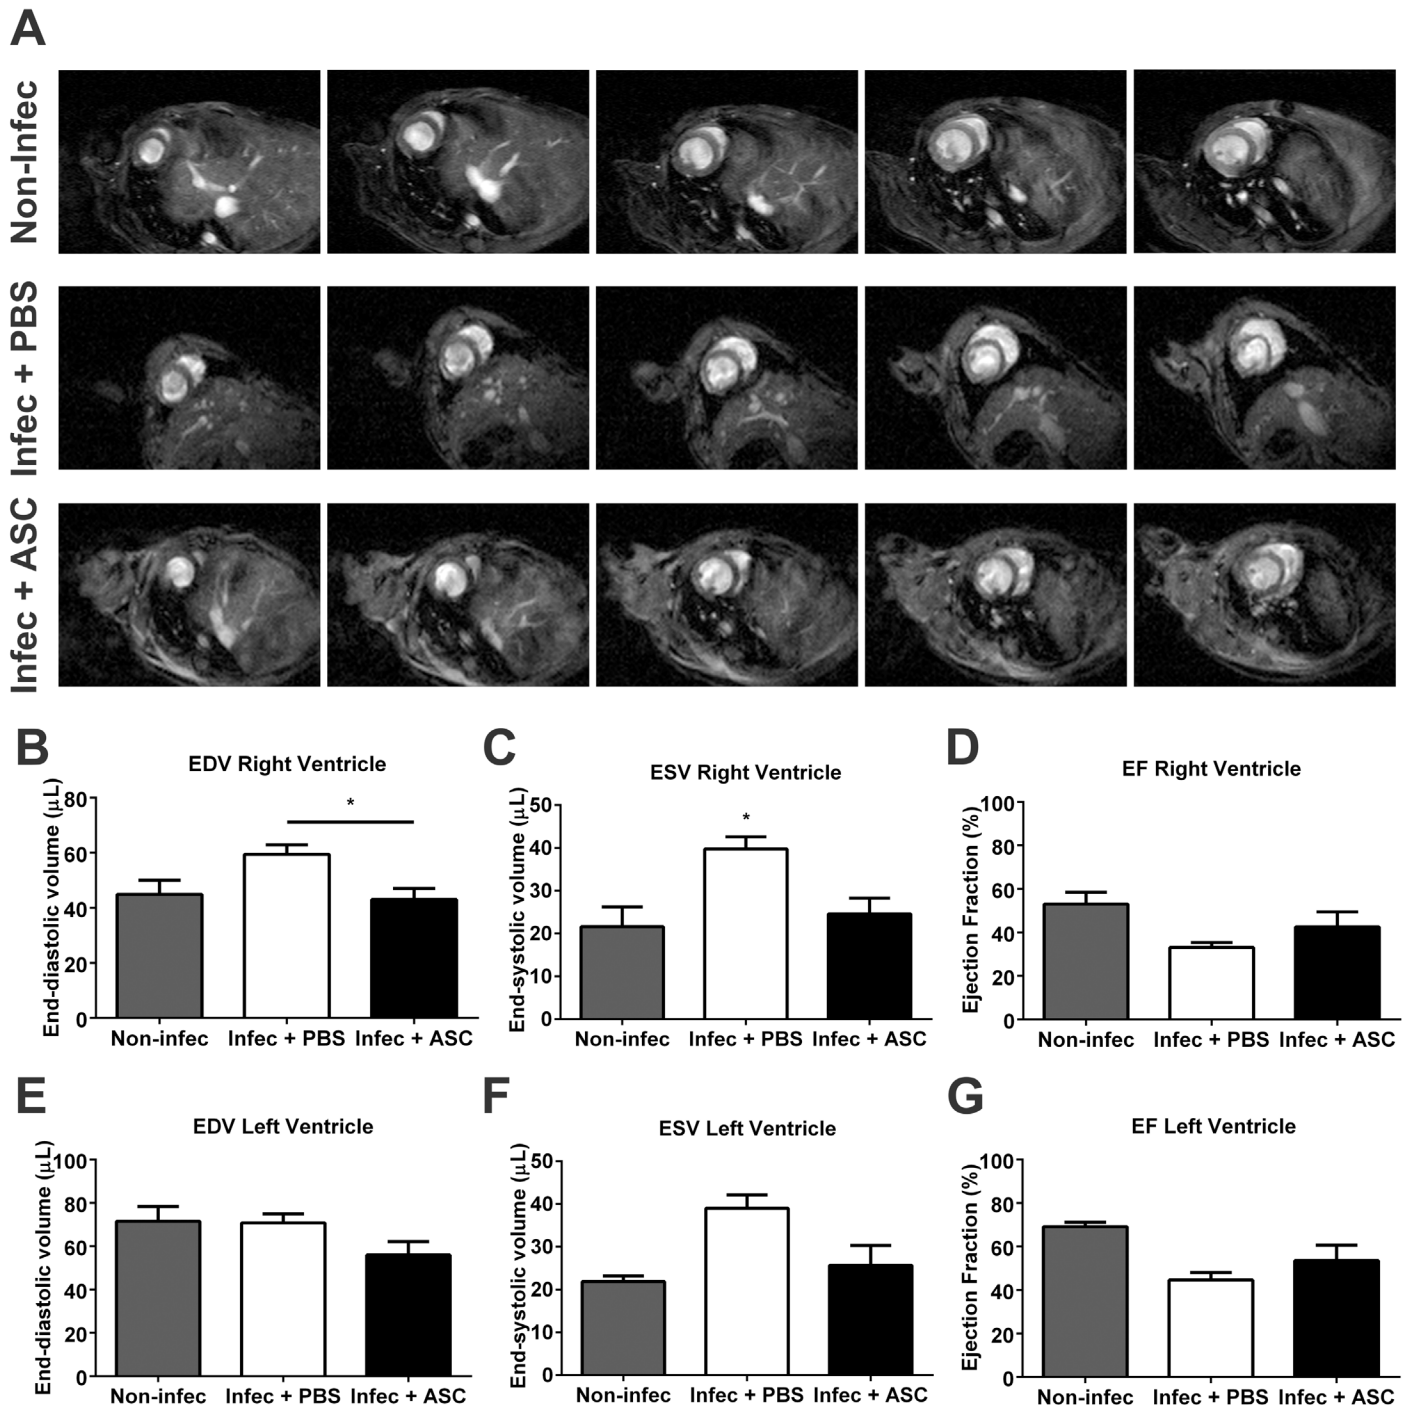 A
Non-Infec
Infec + PBS
Infec + ASC
B
EDV Right Ventricle
End-diastolic volume (μL)
80
60
40
20
0
*
Non-infec Infec + PBS Infec + ASC
C
ESV Right Ventricle
End-systolic volume (μL)
50
40
30
20
10
0
*
Non-infec Infec + PBS Infec + ASC
D
EF Right Ventricle
Ejection Fraction (%)
100
80
60
40
20
0
Non-infec Infec + PBS Infec + ASC
E
EDV Left Ventricle
End-diastolic volume (μL)
100
80
60
40
20
0
Non-infec Infec + PBS Infec + ASC
F
ESV Left Ventricle
End-systolic volume (μL)
50
40
30
20
10
0
Non-infec Infec + PBS Infec + ASC
G
EF Left Ventricle
Ejection Fraction (%)
100
80
60
40
20
0
Non-infec Infec + PBS Infec + ASC